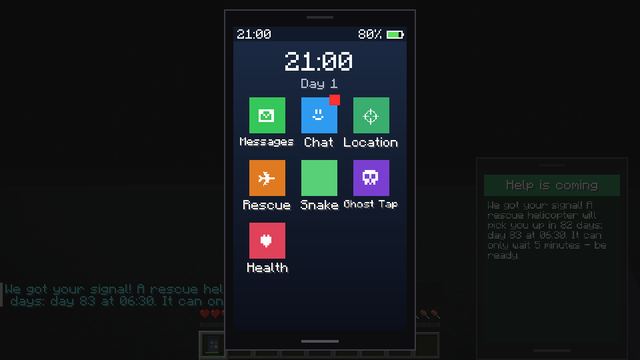 21:00 80%
21:00
Day 1
Messages Chat Location
Rescue Snake Ghost Tap
Health
Help is coming
We got your signal! A
rescue helicopter will
pick you up in 82 days:
day 83 at 06:30. It can
only wait 5 minutes - be
ready
We got your signal! A rescue hel
days: day 83 at 06:30. It can on